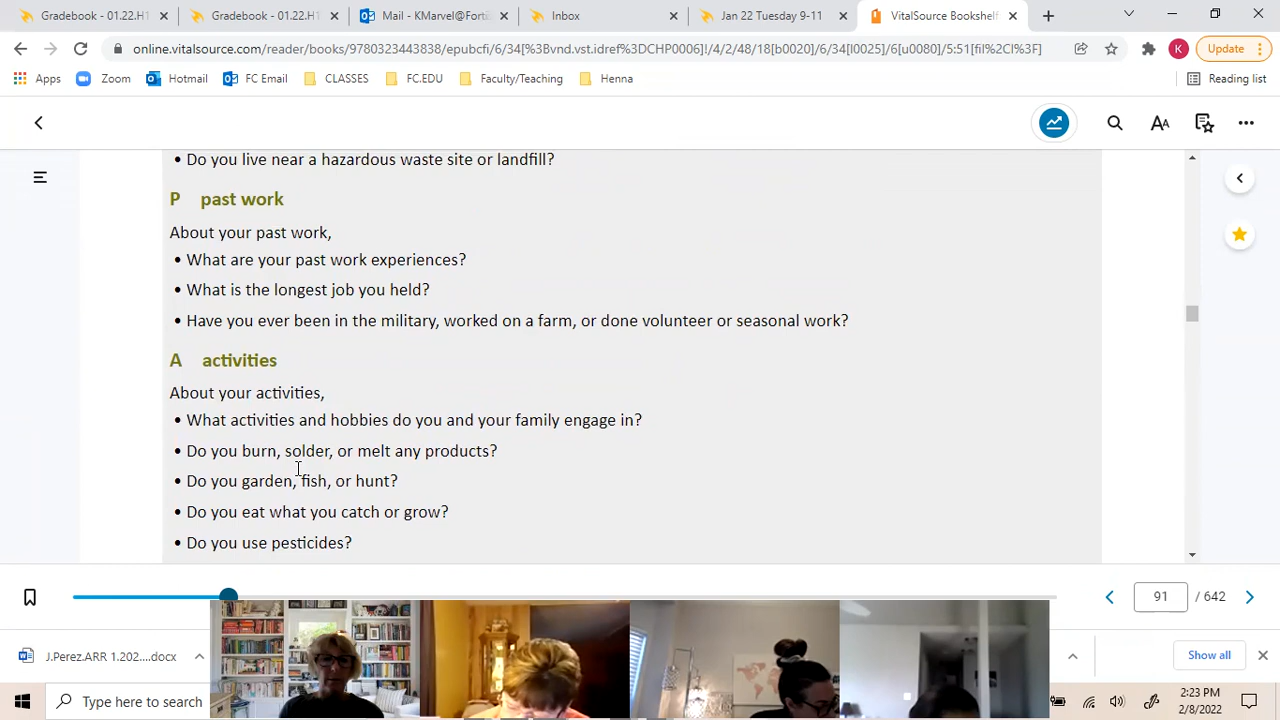 Gradebook - 01.22.H1
Gradebook - 01.22.H1
Mail - KMarvel@Forti
Inbox
Jan 22 Tuesday 9-11
VitalSource Bookshelf
online.vitalsource.com/reader/books/9780323443838/epubcfi/6/34[%3Bvnd.vst.idref%3DCHP0006]!/4/2/48/18[b0020]/6/34[l0025]/6[u0080]/5:51[fil%2Cl%3F]
K
Update
Apps
Zoom
Hotmail
FC Email
CLASSES
FC.EDU
Faculty/Teaching
Henna
Reading list
AA
• Do you live near a hazardous waste site or landfill?
P past work
About your past work,
• What are your past work experiences?
• What is the longest job you held?
• Have you ever been in the military, worked on a farm, or done volunteer or seasonal work?
A activities
About your activities,
• What activities and hobbies do you and your family engage in?
• Do you burn, solder, or melt any products?
• Do you garden, fish, or hunt?
• Do you eat what you catch or grow?
• Do you use pesticides?
91 / 642
J.Perez.ARR 1.202....docx
Show all
Type here to search
2:23 PM
2/8/2022